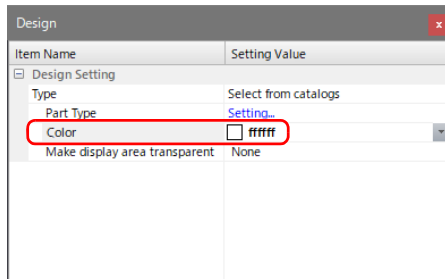 Design
x
Item Name Setting Value
Design Setting
Type Select from catalogs
Part Type Setting...
Color ffffff
Make display area transparent None